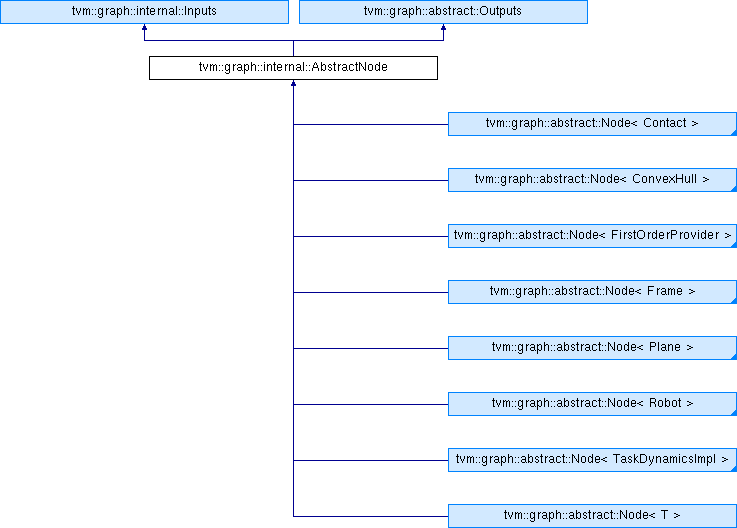 tvm::graph::internal::Inputs
tvm::graph::abstract::Outputs
tvm::graph::internal::AbstractNode
tvm::graph::abstract::Node< Contact >
tvm::graph::abstract::Node< ConvexHull >
tvm::graph::abstract::Node< FirstOrderProvider >
tvm::graph::abstract::Node< Frame >
tvm::graph::abstract::Node< Plane >
tvm::graph::abstract::Node< Robot >
tvm::graph::abstract::Node< TaskDynamicsImpl >
tvm::graph::abstract::Node< T >